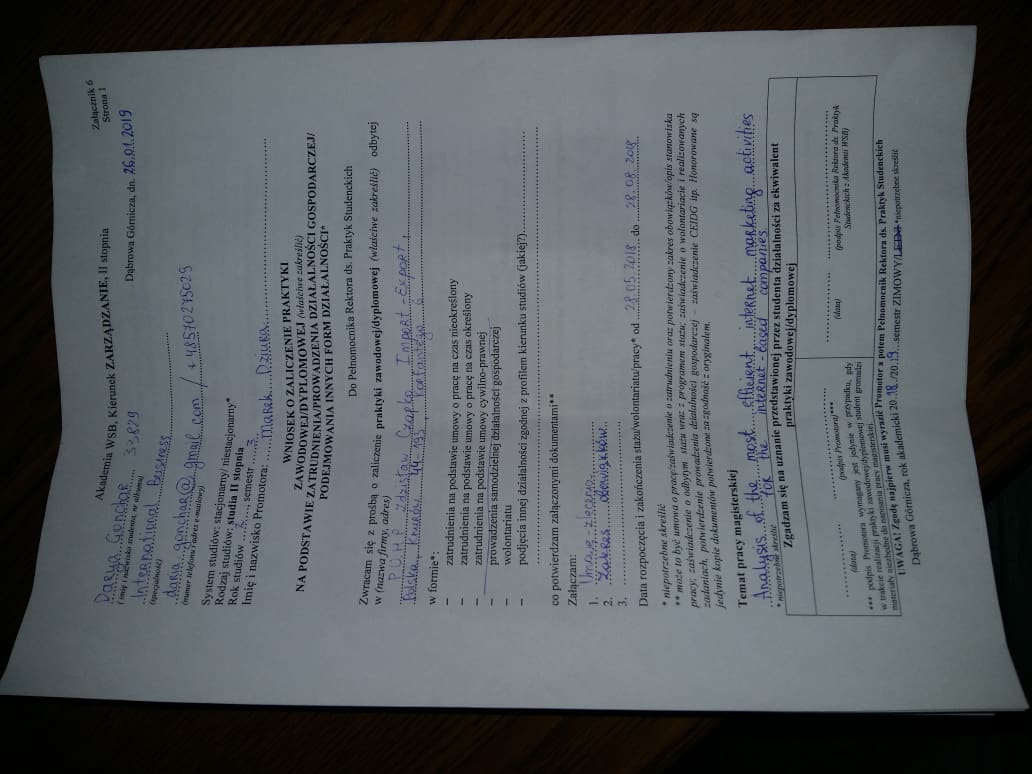 Akademia WSB, Kierunek ZARZĄDZANIE, II stopnia
Załącznik 6
Strona 1
Darya Gonchar 33829
(imię i nazwisko studenta, nr albumu)
Dąbrowa Górnicza, dn. 26.01.2019
International Business
(specjalność)
daria.gonchar@gmail.com / +48570275029
(numer telefonu i adres e-mailowy)
System studiów: stacjonarny/ niestacjonarny*
Rodzaj studiów: studia II stopnia
Rok studiów ...2..., semestr ...3...
Imię i nazwisko Promotora: .... Marek Dziura
WNIOSEK O ZALICZENIE PRAKTYKI
ZAWODOWEJ/DYPLOMOWEJ (właściwe zakreślić)
NA PODSTAWIE ZATRUDNIENIA/PROWADZENIA DZIAŁALNOŚCI GOSPODARCZEJ/
PODEJMOWANIA INNYCH FORM DZIAŁALNOŚCI*
Do Pełnomocnika Rektora ds. Praktyk Studenckich
Zwracam się z prośbą o zaliczenie praktyki zawodowej/dyplomowej (właściwe zakreślić) odbytej
w (nazwa firmy, adres)
P.U.H.P Zdzisław Czapko Import-Export,
Polska, 44-193, Korfantego 6
w formie*:
– zatrudnienia na podstawie umowy o pracę na czas nieokreślony
– zatrudnienia na podstawie umowy o pracę na czas określony
– zatrudnienia na podstawie umowy cywilno-prawnej
– prowadzenia samodzielnej działalności gospodarczej
– wolontariatu
– podjęcia innej działalności zgodnej z profilem kierunku studiów (jakiej?)..........................
co potwierdzam załączonymi dokumentami**
Załączam:
1. Umowę-zlecenia
2. Zakres obowiązków
3. ..........................
Data rozpoczęcia i zakończenia stażu/wolontariatu/pracy* od ..28.05.2018.. do ..28.08.2018
* niepotrzebne skreślić
** może to być umowa o pracę/zaświadczenie o zatrudnieniu oraz potwierdzony zakres obowiązków/opis stanowiska
pracy; zaświadczenie o odbytym stażu wraz z programem stażu; zaświadczenie o wolontariacie i realizowanych
zadaniach, potwierdzenie prowadzenia działalności gospodarczej – zaświadczenie CEIDG itp. Honorowane są
jedynie kopie dokumentów potwierdzone za zgodność z oryginałem.
Temat pracy magisterskiej
Analysis of the most efficient internet marketing activities
for the internet-based companies
* niepotrzebne skreślić
Zgadzam się na uznanie przedstawionej przez studenta działalności za ekwiwalent
praktyki zawodowej/dyplomowej
(data) (podpis Promotora)***
*** podpis Promotora wymagany jest jedynie w przypadku, gdy
w trakcie realizacji praktyki zawodowej/dyplomowej student gromadzi
materiały niezbędne do napisania pracy magisterskiej
(data) (podpis Pełnomocnika Rektora ds. Praktyk
Studenckich z Akademii WSB)
UWAGA! Zgodę najpierw musi wyrazić Promotor a potem Pełnomocnik Rektora ds. Praktyk Studenckich
Dąbrowa Górnicza, rok akademicki 20.18./20.19...semestr ZIMOWY/LETNI *niepotrzebne skreślić